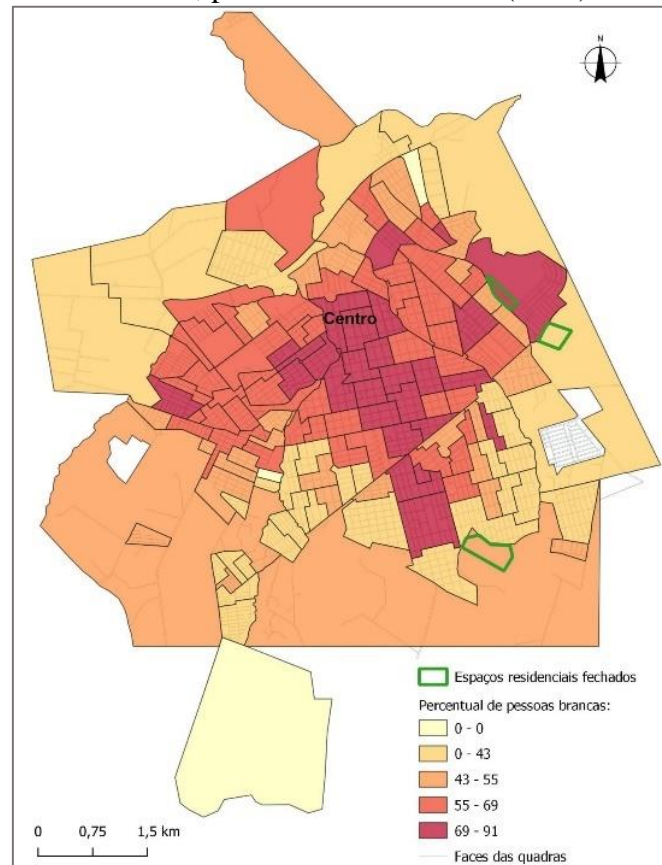 N
Centro
Espaços residenciais fechados
Percentual de pessoas brancas:
0 - 0
0 - 43
43 - 55
55 - 69
69 - 91
Faces das quadras
0 0,75 1,5 km